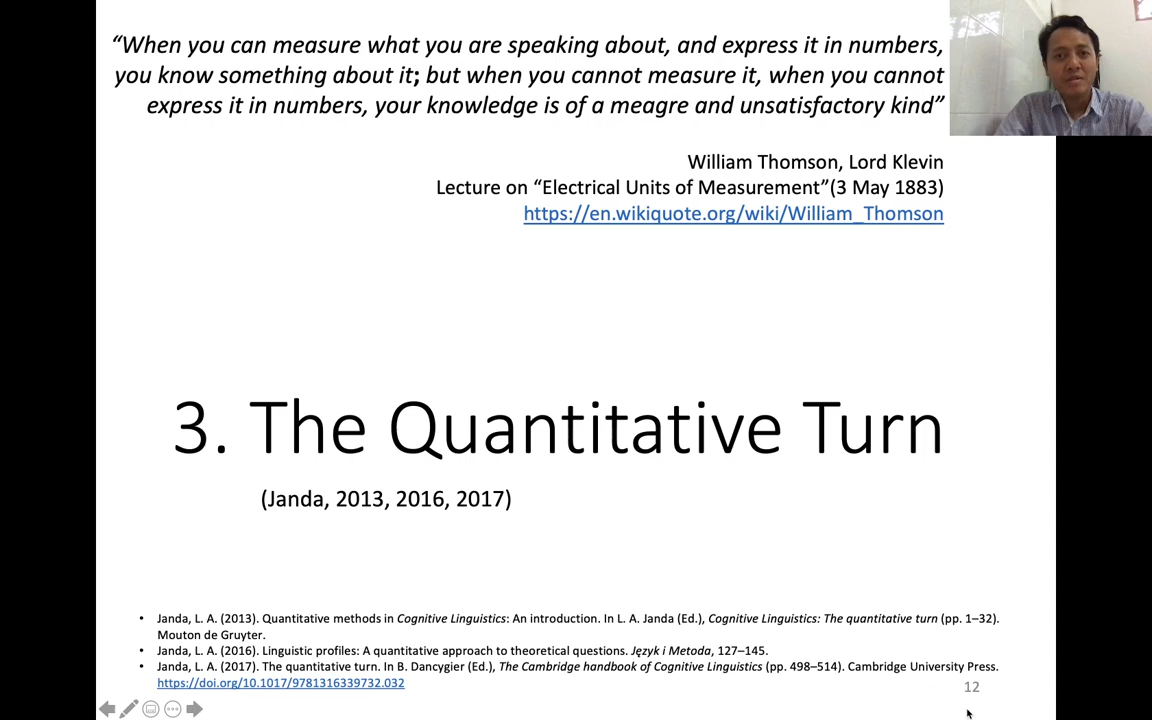 “When you can measure what you are speaking about, and express it in numbers,
you know something about it; but when you cannot measure it, when you cannot
express it in numbers, your knowledge is of a meagre and unsatisfactory kind”
William Thomson, Lord Klevin
Lecture on “Electrical Units of Measurement”(3 May 1883)
https://en.wikiquote.org/wiki/William_Thomson
3. The Quantitative Turn
(Janda, 2013, 2016, 2017)
• Janda, L. A. (2013). Quantitative methods in Cognitive Linguistics: An introduction. In L. A. Janda (Ed.), Cognitive Linguistics: The quantitative turn (pp. 1–32).
Mouton de Gruyter.
• Janda, L. A. (2016). Linguistic profiles: A quantitative approach to theoretical questions. Język i Metoda, 127–145.
• Janda, L. A. (2017). The quantitative turn. In B. Dancygier (Ed.), The Cambridge handbook of Cognitive Linguistics (pp. 498–514). Cambridge University Press.
https://doi.org/10.1017/9781316339732.032
12